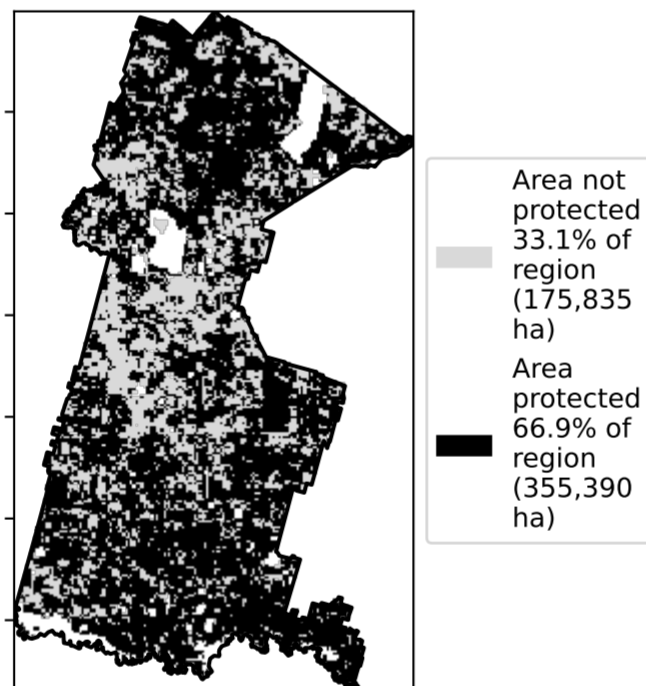 Area not
protected
33.1% of
region
(175,835
ha)
Area
protected
66.9% of
region
(355,390
ha)